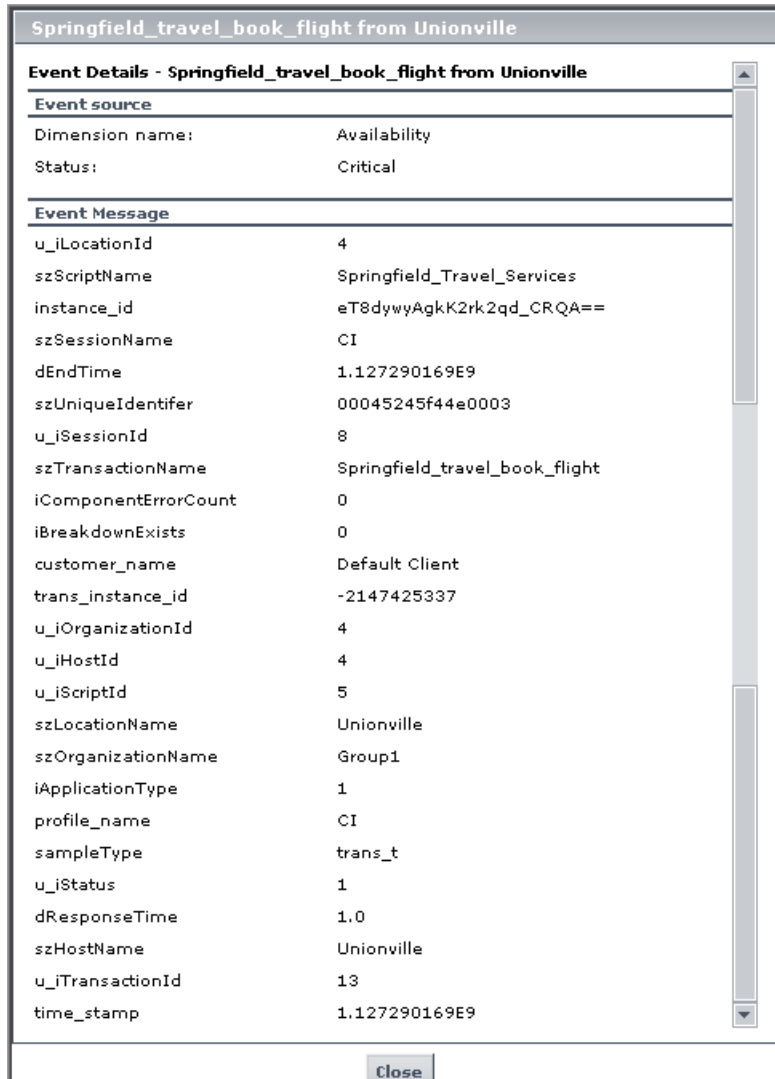 Springfield_travel_book_flight from Unionville
Event Details - Springfield_travel_book_flight from Unionville
Event source
Dimension name: Availability
Status: Critical
Event Message
u_iLocationId 4
szScriptName Springfield_Travel_Services
instance_id eT8dywyAgkK2rk2qd_CRQA==
szSessionName CI
dEndTime 1.127290169E9
szUniqueIdentifer 00045245f44e0003
u_iSessionId 8
szTransactionName Springfield_travel_book_flight
iComponentErrorCount 0
iBreakdownExists 0
customer_name Default Client
trans_instance_id -2147425337
u_iOrganizationId 4
u_iHostId 4
u_iScriptId 5
szLocationName Unionville
szOrganizationName Group1
iApplicationType 1
profile_name CI
sampleType trans_t
u_iStatus 1
dResponseTime 1.0
szHostName Unionville
u_iTransactionId 13
time_stamp 1.127290169E9
Close